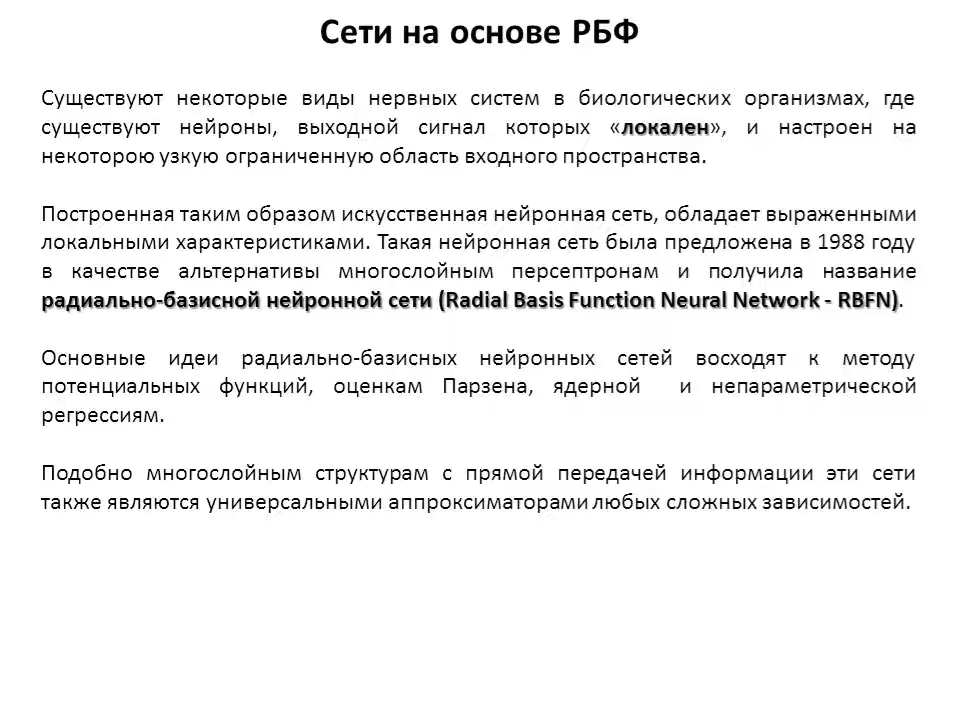 Сети на основе РБФ
Существуют некоторые виды нервных систем в биологических организмах, где
существуют нейроны, выходной сигнал которых «локален», и настроен на
некоторою узкую ограниченную область входного пространства.
Построенная таким образом искусственная нейронная сеть, обладает выраженными
локальными характеристиками. Такая нейронная сеть была предложена в 1988 году
в качестве альтернативы многослойным персептронам и получила название
радиально-базисной нейронной сети (Radial Basis Function Neural Network - RBFN).
Основные идеи радиально-базисных нейронных сетей восходят к методу
потенциальных функций, оценкам Парзена, ядерной и непараметрической
регрессиям.
Подобно многослойным структурам с прямой передачей информации эти сети
также являются универсальными аппроксиматорами любых сложных зависимостей.